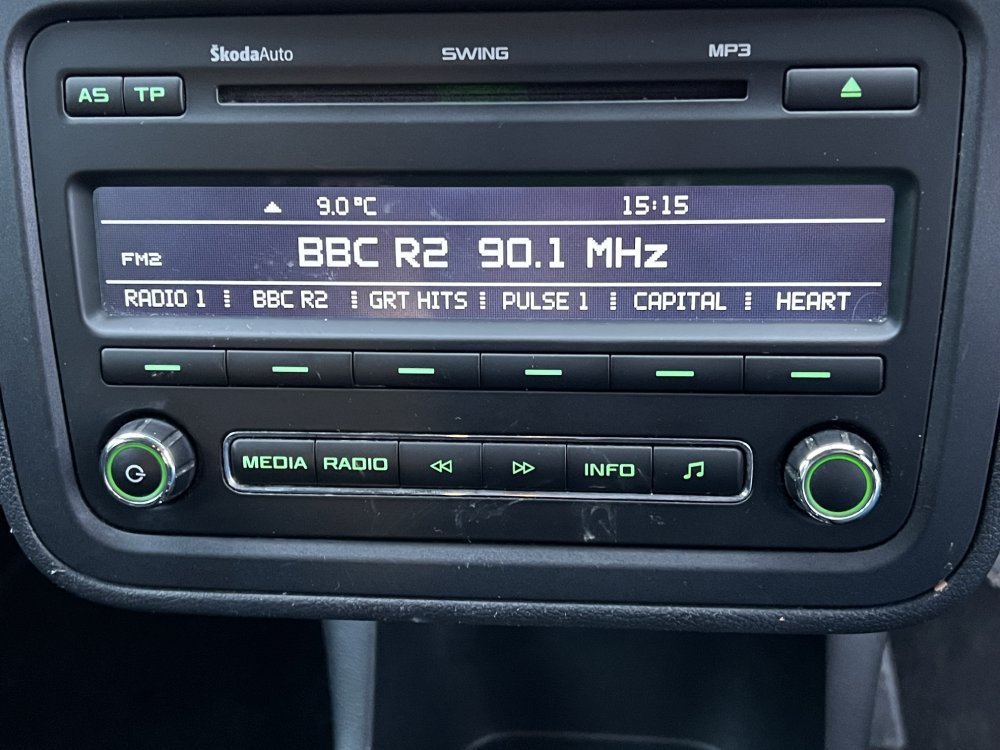 ŠkodaAuto SWING MP3
AS TP
9.0 °C 15:15
FM2 BBC R2 90.1 MHz
RADIO 1 BBC R2 GRT HITS PULSE 1 CAPITAL HEART
MEDIA RADIO INFO